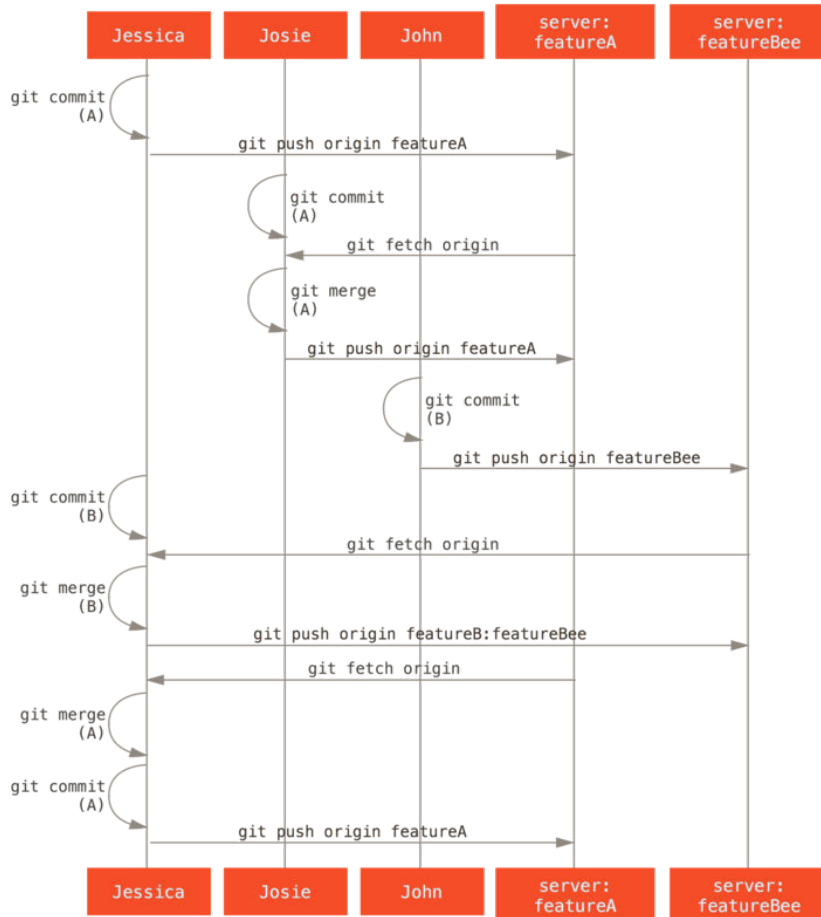 Jessica
Josie
John
server:
featureA
server:
featureBee
git commit
(A)
git push origin featureA
git commit
(A)
git fetch origin
git merge
(A)
git push origin featureA
git commit
(B)
git push origin featureBee
git commit
(B)
git fetch origin
git merge
(B)
git push origin featureB:featureBee
git fetch origin
git merge
(A)
git commit
(A)
git push origin featureA
Jessica
Josie
John
server:
featureA
server:
featureBee